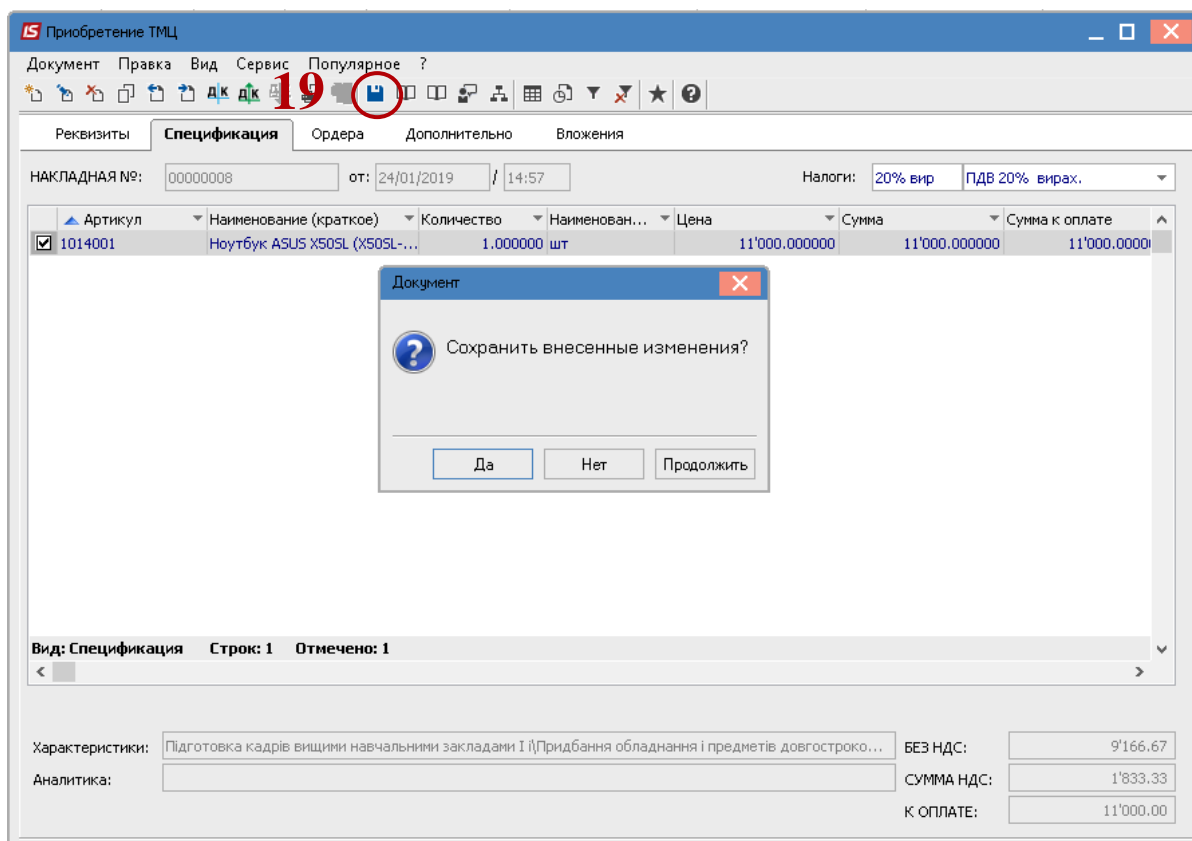 IS Приобретение ТМЦ
Документ Правка Вид Сервис Популярное ?
19
Реквизиты Спецификация Ордера Дополнительно Вложения
НАКЛАДНАЯ №: 00000008 от: 24/01/2019 / 14:57 Налоги: 20% вир ПДВ 20% вирах.
Артикул Наименование (краткое) Количество Наименован... Цена Сумма Сумма к оплате
1014001 Ноутбук ASUS X50SL (X50SL-... 1.000000 шт 11'000.000000 11'000.000000 11'000.0000
Документ
Сохранить внесенные изменения?
Да Нет Продолжить
Вид: Спецификация Строк: 1 Отмечено: 1
Характеристики: Підготовка кадрів вищими навчальними закладами І і\Придбання обладнання і предметів довгостроко... БЕЗ НДС: 9'166.67
Аналитика: СУММА НДС: 1'833.33
К ОПЛАТЕ: 11'000.00